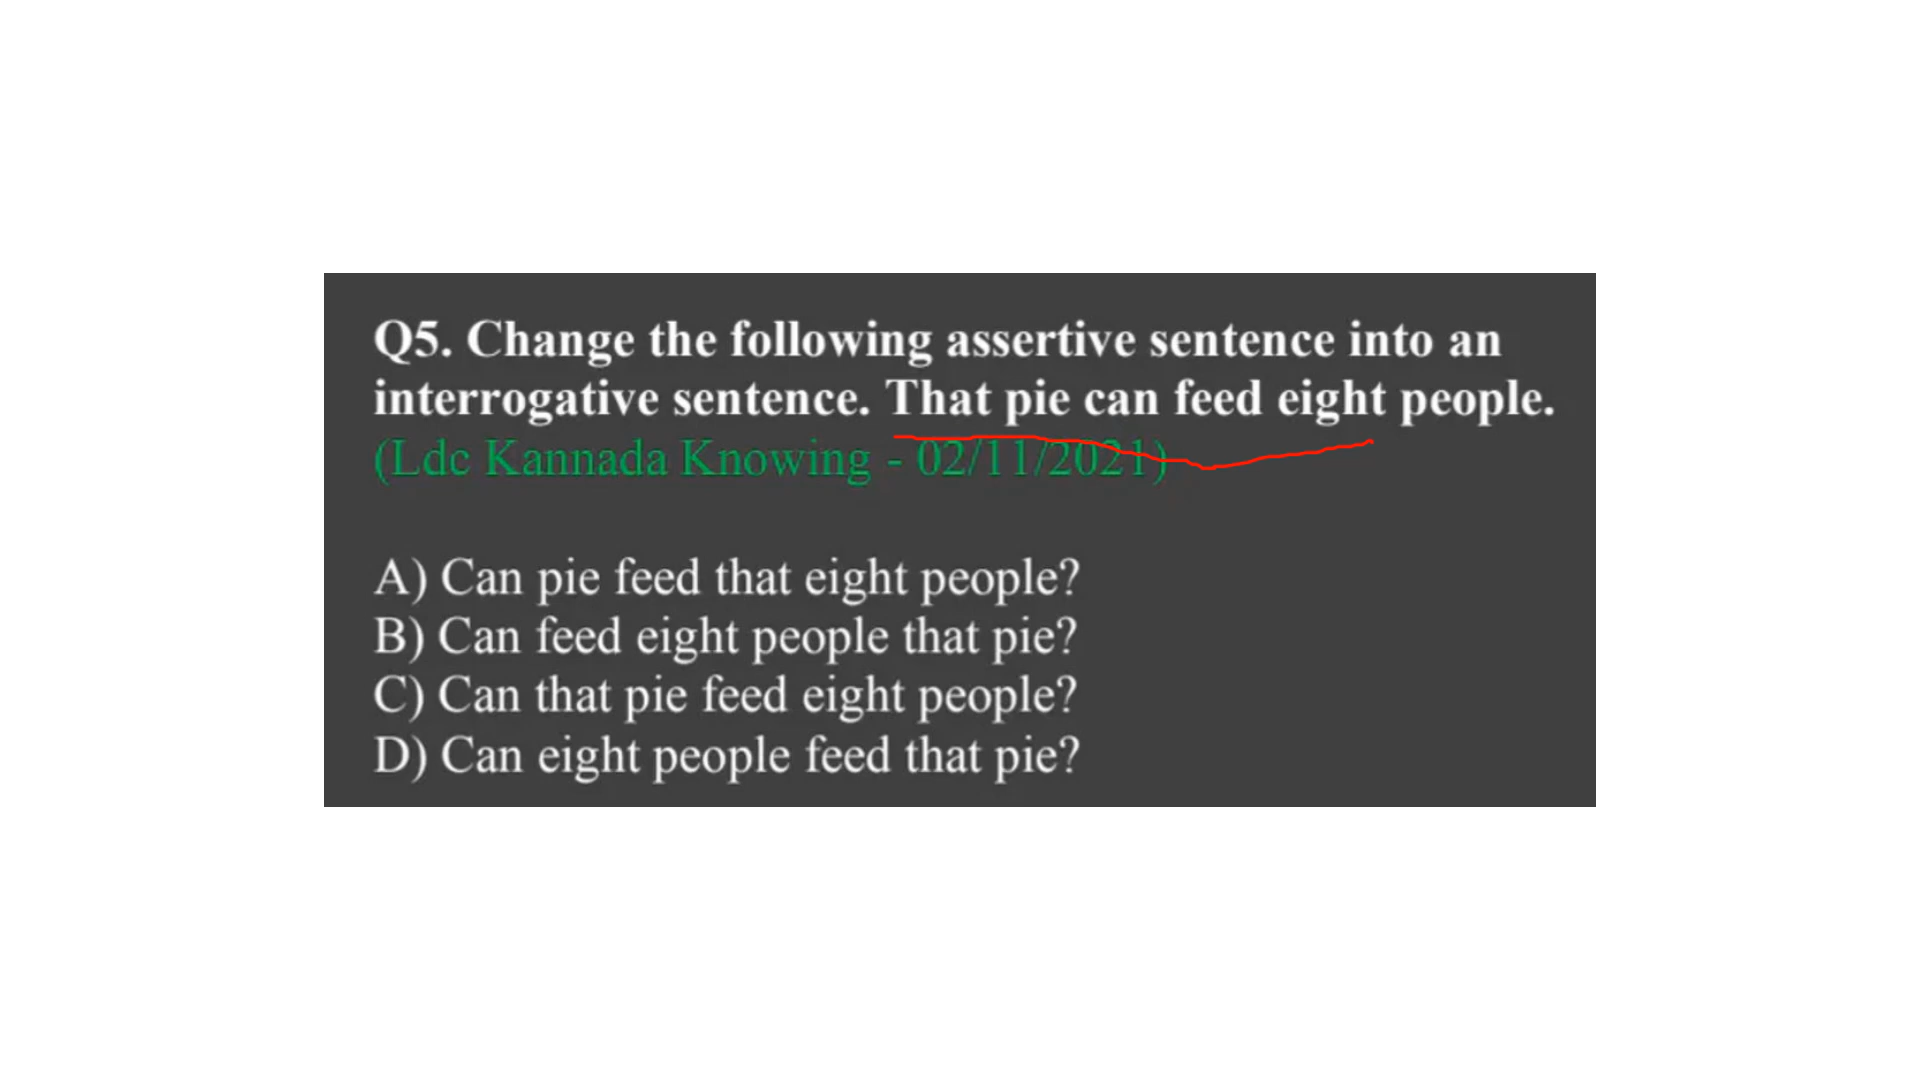 Q5. Change the following assertive sentence into an
interrogative sentence. That pie can feed eight people.
(Ldc Kannada Knowing - 02/11/2021)
A) Can pie feed that eight people?
B) Can feed eight people that pie?
C) Can that pie feed eight people?
D) Can eight people feed that pie?